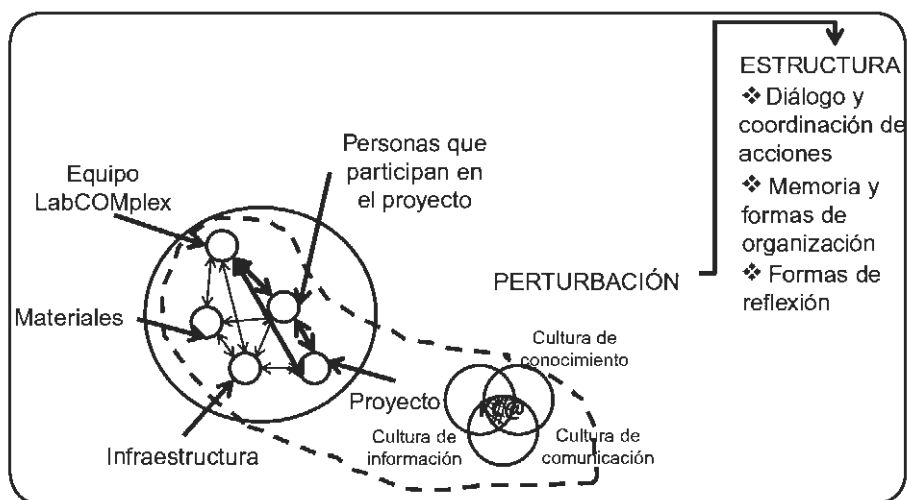 ESTRUCTURA
❖ Diálogo y
coordinación de
acciones
❖ Memoria y
formas de
organización
❖ Formas de
reflexión
Personas que
participan en
el proyecto
Equipo
LabCOMplex
PERTURBACIÓN
Materiales
Cultura de
conocimiento
Proyecto
Cultura de
información
Cultura de
comunicación
Infraestructura